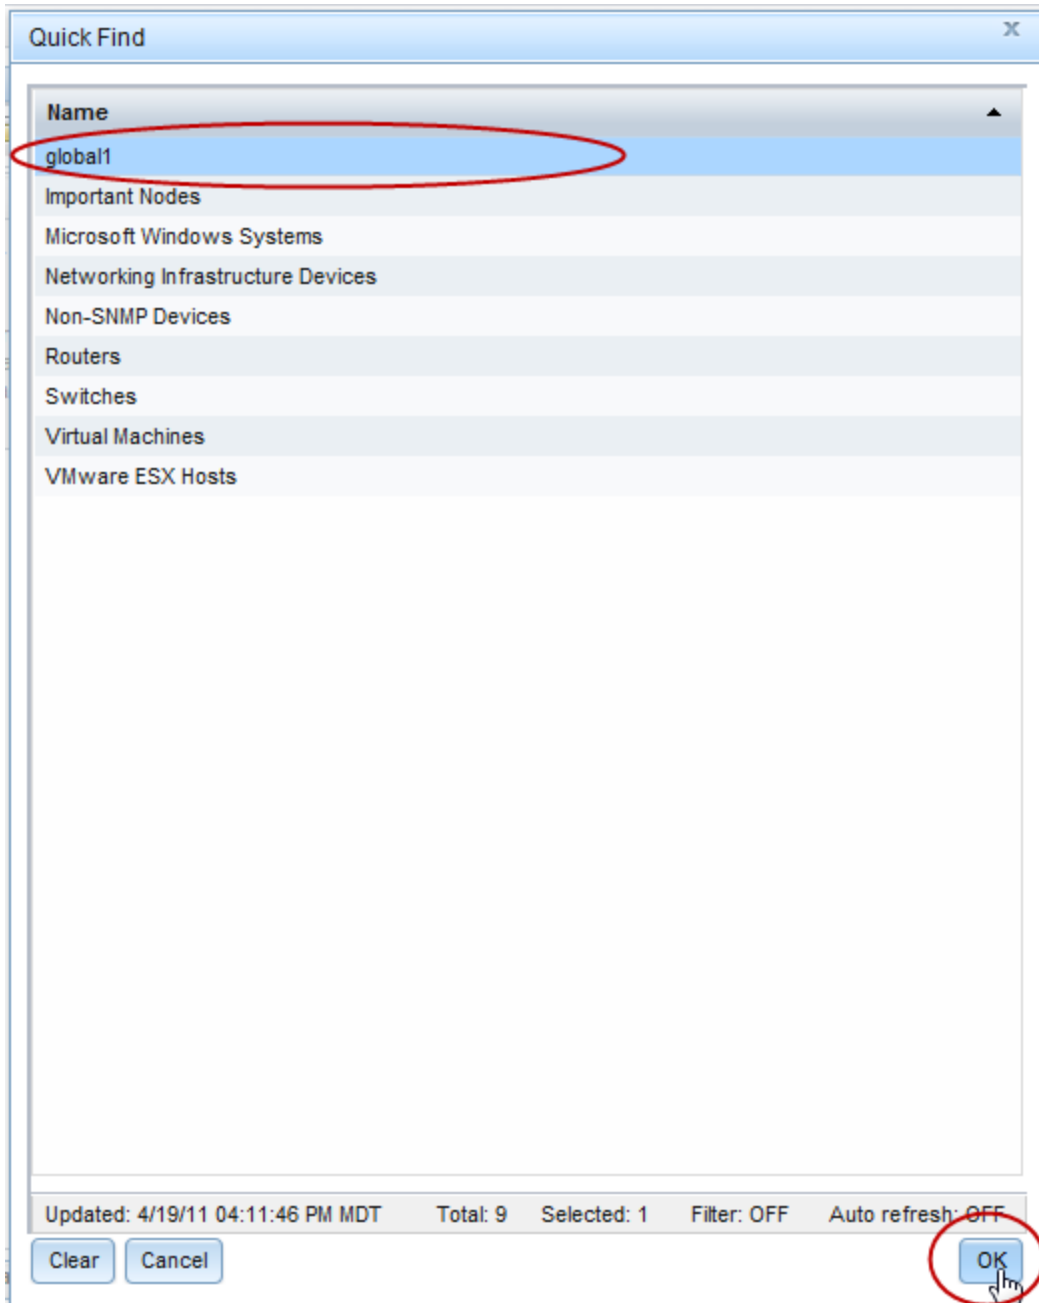 Quick Find x
Name
global1
Important Nodes
Microsoft Windows Systems
Networking Infrastructure Devices
Non-SNMP Devices
Routers
Switches
Virtual Machines
VMware ESX Hosts
Updated: 4/19/11 04:11:46 PM MDT Total: 9 Selected: 1 Filter: OFF Auto refresh: OFF
Clear Cancel OK